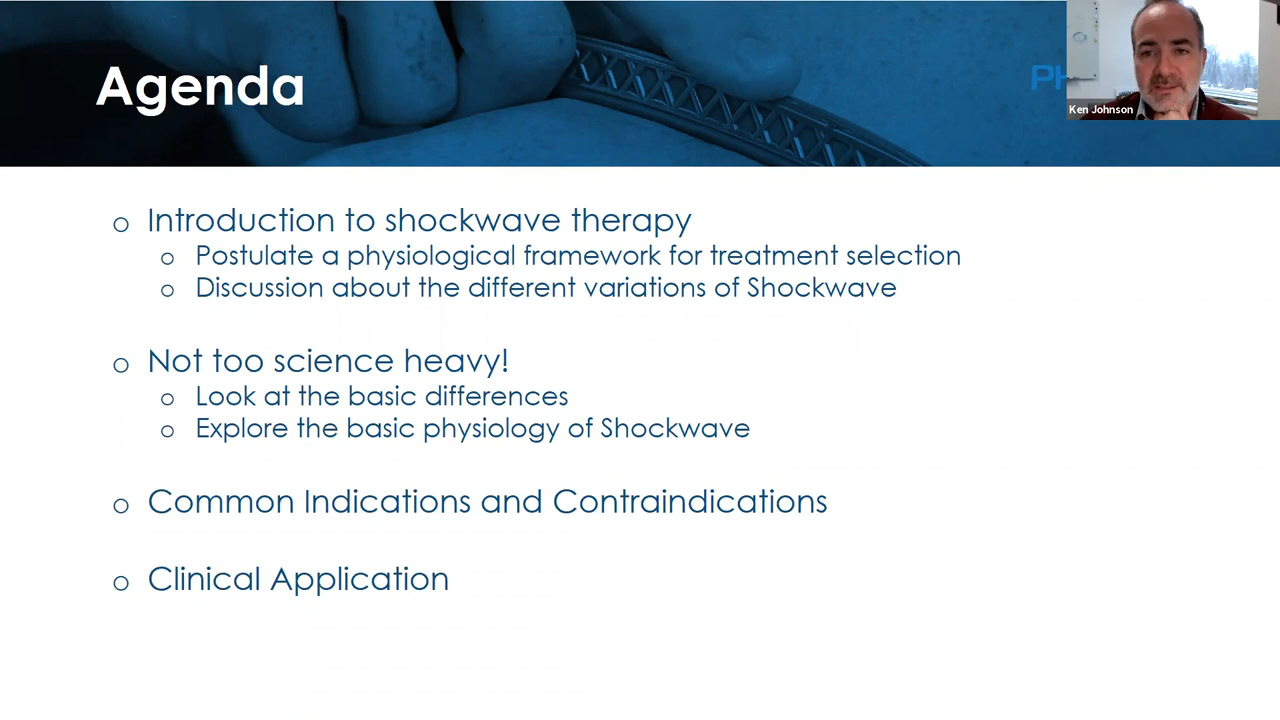 Agenda
Ken Johnson
o Introduction to shockwave therapy
o Postulate a physiological framework for treatment selection
o Discussion about the different variations of Shockwave
o Not too science heavy!
o Look at the basic differences
o Explore the basic physiology of Shockwave
o Common Indications and Contraindications
o Clinical Application